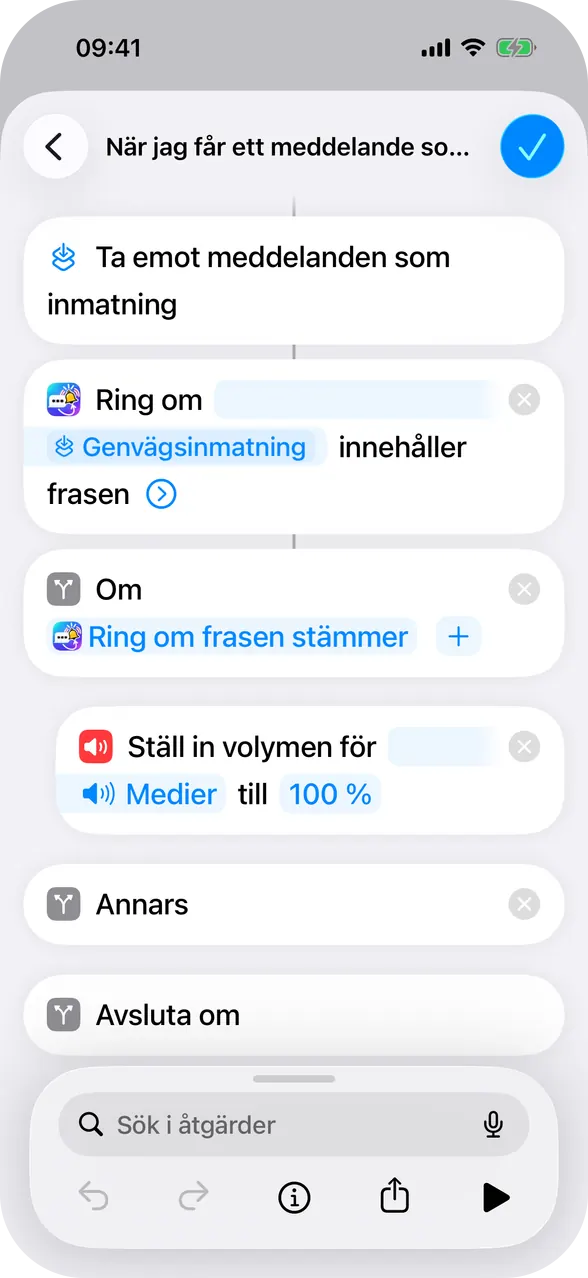 09:41
När jag får ett meddelande so...
Ta emot meddelanden som
inmatning
Ring om
Genvägsinmatning innehåller
frasen
Om
Ring om frasen stämmer
Ställ in volymen för
Medier till 100 %
Annars
Avsluta om
Sök i åtgärder